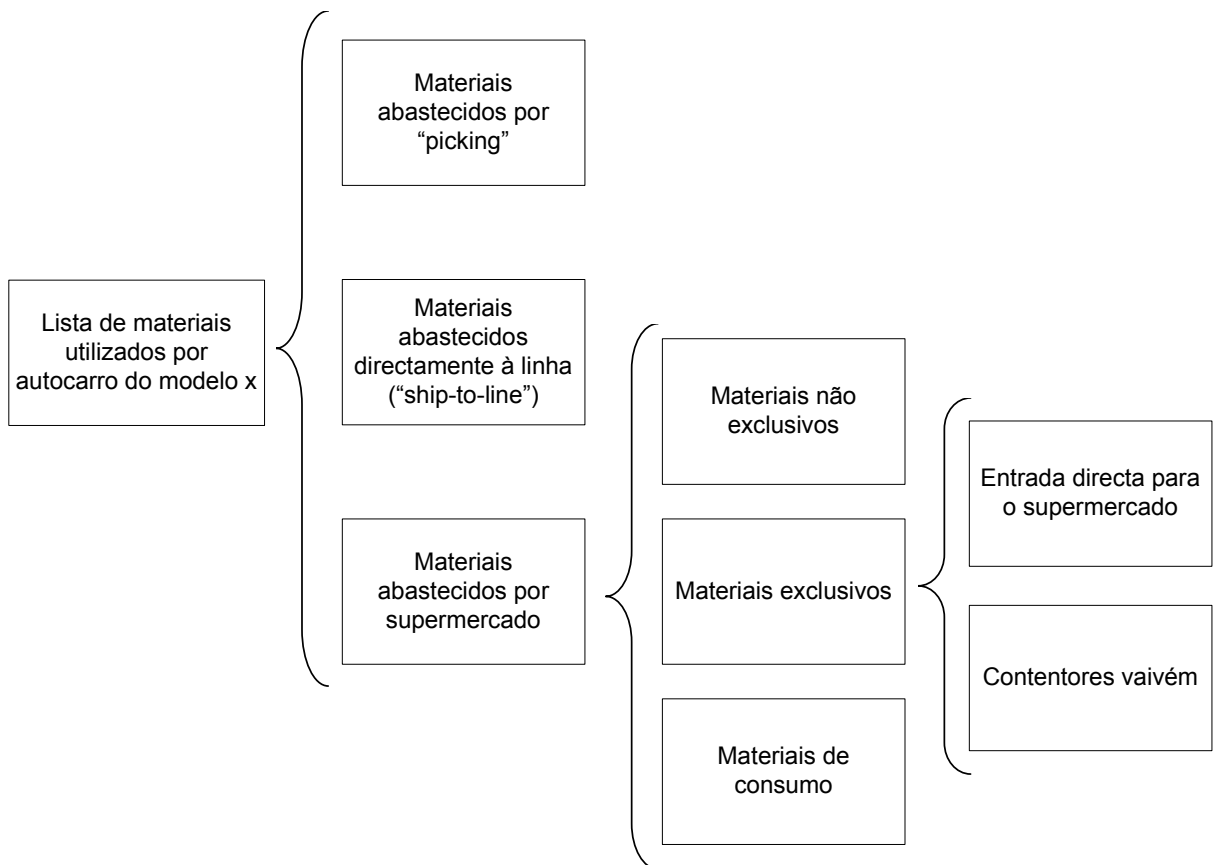 Materiais
abastecidos por
“picking”
Lista de materiais
utilizados por
autocarro do modelo x
Materiais
abastecidos
directamente à linha
(“ship-to-line”)
Materiais
abastecidos por
supermercado
Materiais não
exclusivos
Materiais exclusivos
Materiais de
consumo
Entrada directa para
o supermercado
Contentores vaivém